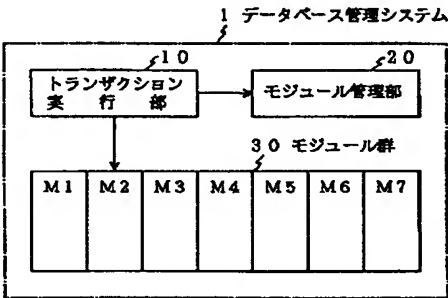 1 データベース管理システム
10
トランザクション
実行部
20
モジュール管理部
30 モジュール群
M1 M2 M3 M4 M5 M6 M7